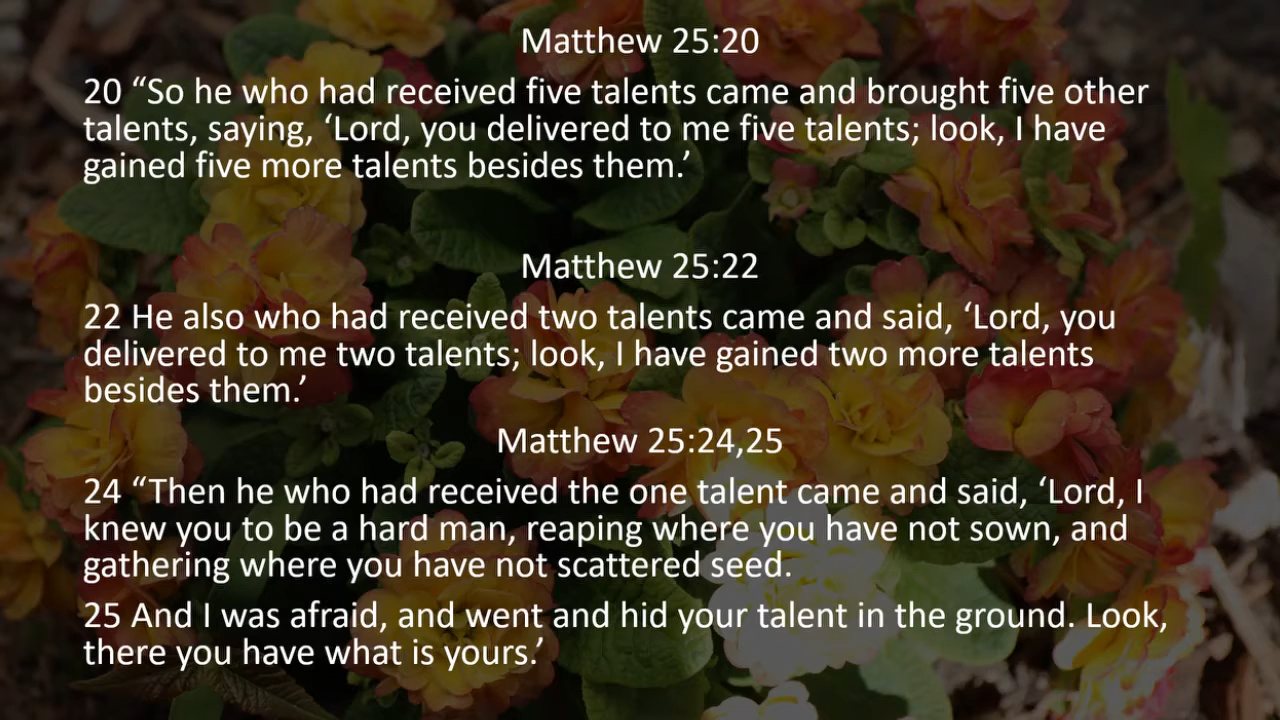 Matthew 25:20
20 “So he who had received five talents came and brought five other
talents, saying, ‘Lord, you delivered to me five talents; look, I have
gained five more talents besides them.’
Matthew 25:22
22 He also who had received two talents came and said, ‘Lord, you
delivered to me two talents; look, I have gained two more talents
besides them.’
Matthew 25:24,25
24 “Then he who had received the one talent came and said, ‘Lord, I
knew you to be a hard man, reaping where you have not sown, and
gathering where you have not scattered seed.
25 And I was afraid, and went and hid your talent in the ground. Look,
there you have what is yours.’